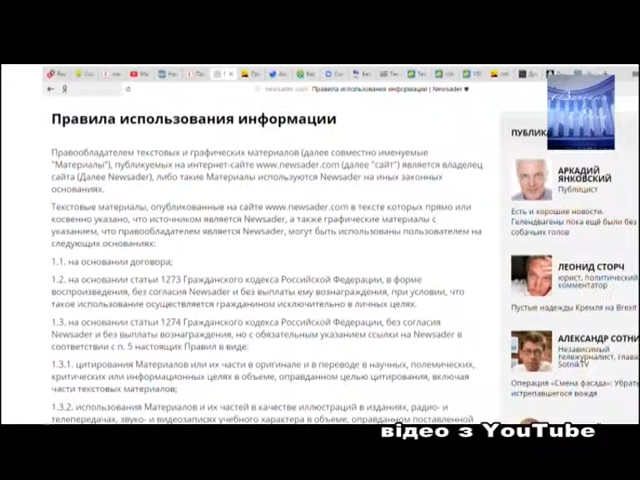 newsader.com Правила использования информации | Newsader
Правила использования информации
Правообладателем текстовых и графических материалов (далее совместно именуемые
"Материалы"), публикуемых на интернет-сайте www.newsader.com (далее "сайт") является владелец
сайта (Далее Newsader), либо такие Материалы используются Newsader на иных законных
основаниях.
Текстовые материалы, опубликованные на сайте www.newsader.com в тексте которых прямо или
косвенно указано, что источником является Newsader, а также графические материалы с
указанием, что правообладателем является Newsader, могут быть использованы пользователем на
следующих основаниях:
1.1. на основании договора;
1.2. на основании статьи 1273 Гражданского кодекса Российской Федерации, в форме
воспроизведения, без согласия Newsader и без выплаты ему вознаграждения, при условии, что
такое использование осуществляется гражданином исключительно в личных целях.
1.3. на основании статьи 1274 Гражданского кодекса Российской Федерации, без согласия
Newsader и без выплаты вознаграждения, но с обязательным указанием ссылки на Newsader в
соответствии с п. 5 настоящих Правил в виде:
1.3.1. цитирования Материалов или их части в оригинале и в переводе в научных, полемических,
критических или информационных целях в объеме, оправданном целью цитирования, включая
части текстовых материалов;
1.3.2. использования Материалов и их частей в качестве иллюстраций в изданиях, радио- и
телепередачах, звуко- и видеозаписях учебного характера в объеме, оправданном поставленной
ПУБЛИКА
АРКАДИЙ
ЯНКОВСКИЙ
Публицист
Есть и хорошие новости.
Гелендвагены пока ещё были без
собачьих голов
ЛЕОНИД СТОРЧ
юрист, политический
комментатор
Пустые надежды Кремля на Brexit
АЛЕКСАНДР СОТНИ
Независимый
тележурналист, глава
SotnikTV
Операция «Смена фасада»: Убрать
истрепавшегося вождя
відео з YouTube